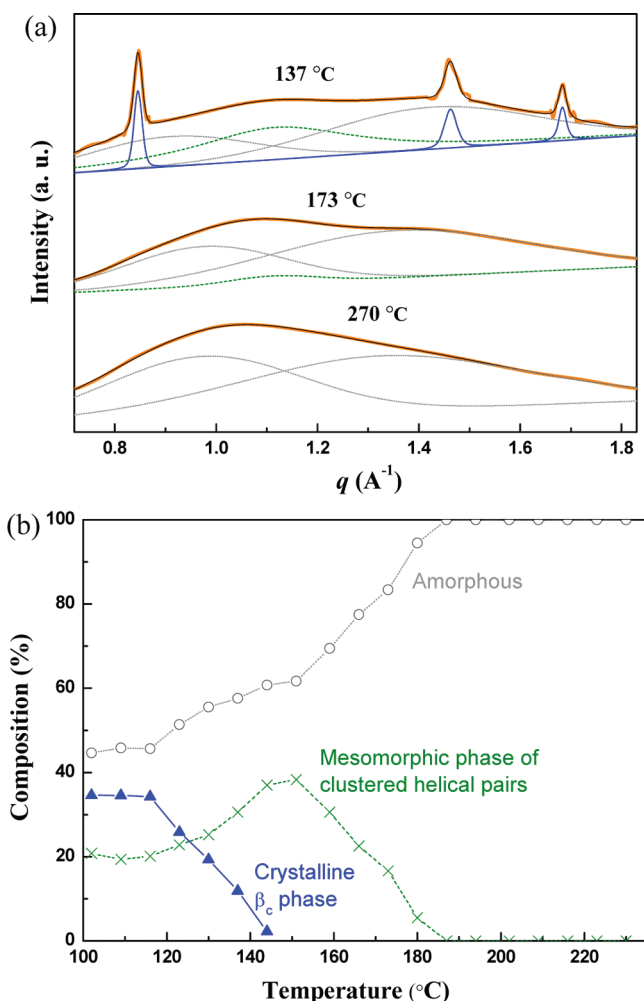 (a)
137 °C
173 °C
270 °C
Intensity (a. u.)
0.8 1.0 1.2 1.4 1.6 1.8
q (A⁻¹)
(b)
100
80
60
40
20
0
Composition (%)
Amorphous
Mesomorphic phase of
clustered helical pairs
Crystalline
βc phase
100 120 140 160 180 200 220
Temperature (°C)